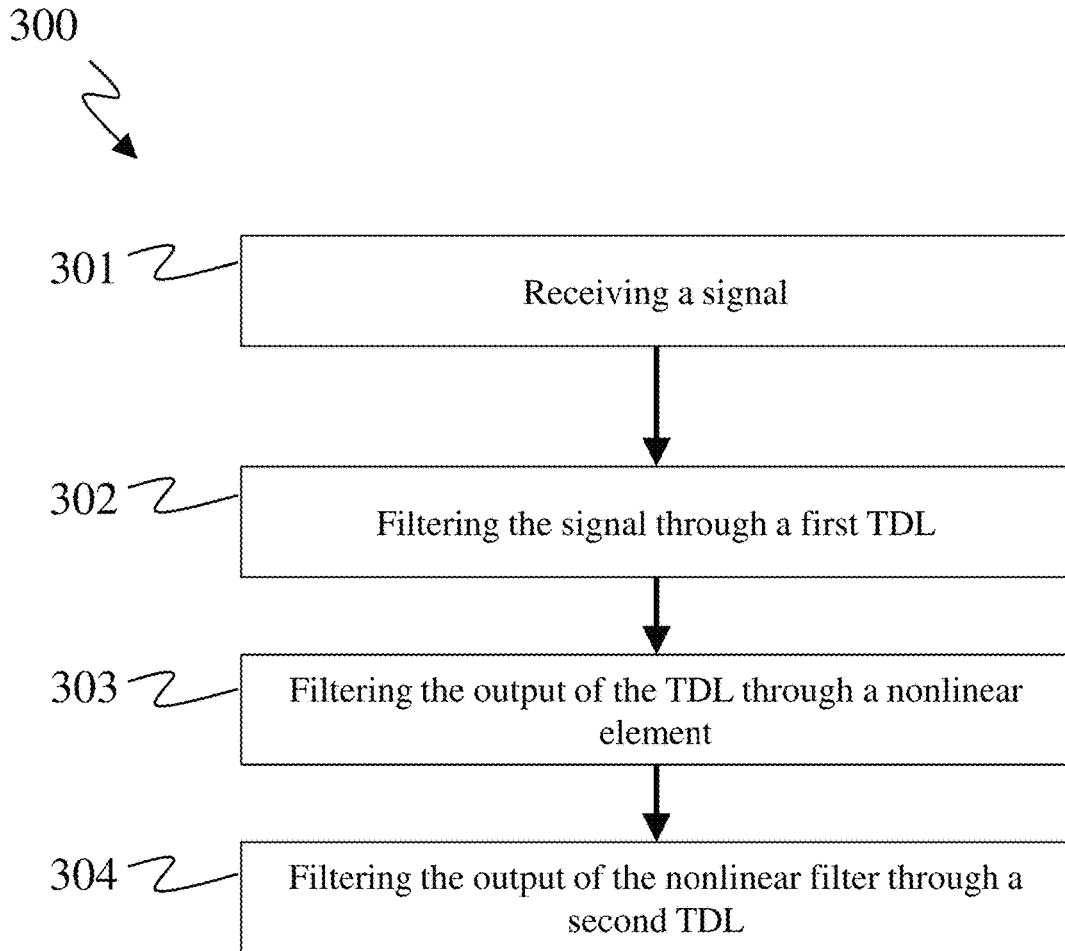 300
301
Receiving a signal
302
Filtering the signal through a first TDL
303
Filtering the output of the TDL through a nonlinear
element
304
Filtering the output of the nonlinear filter through a
second TDL